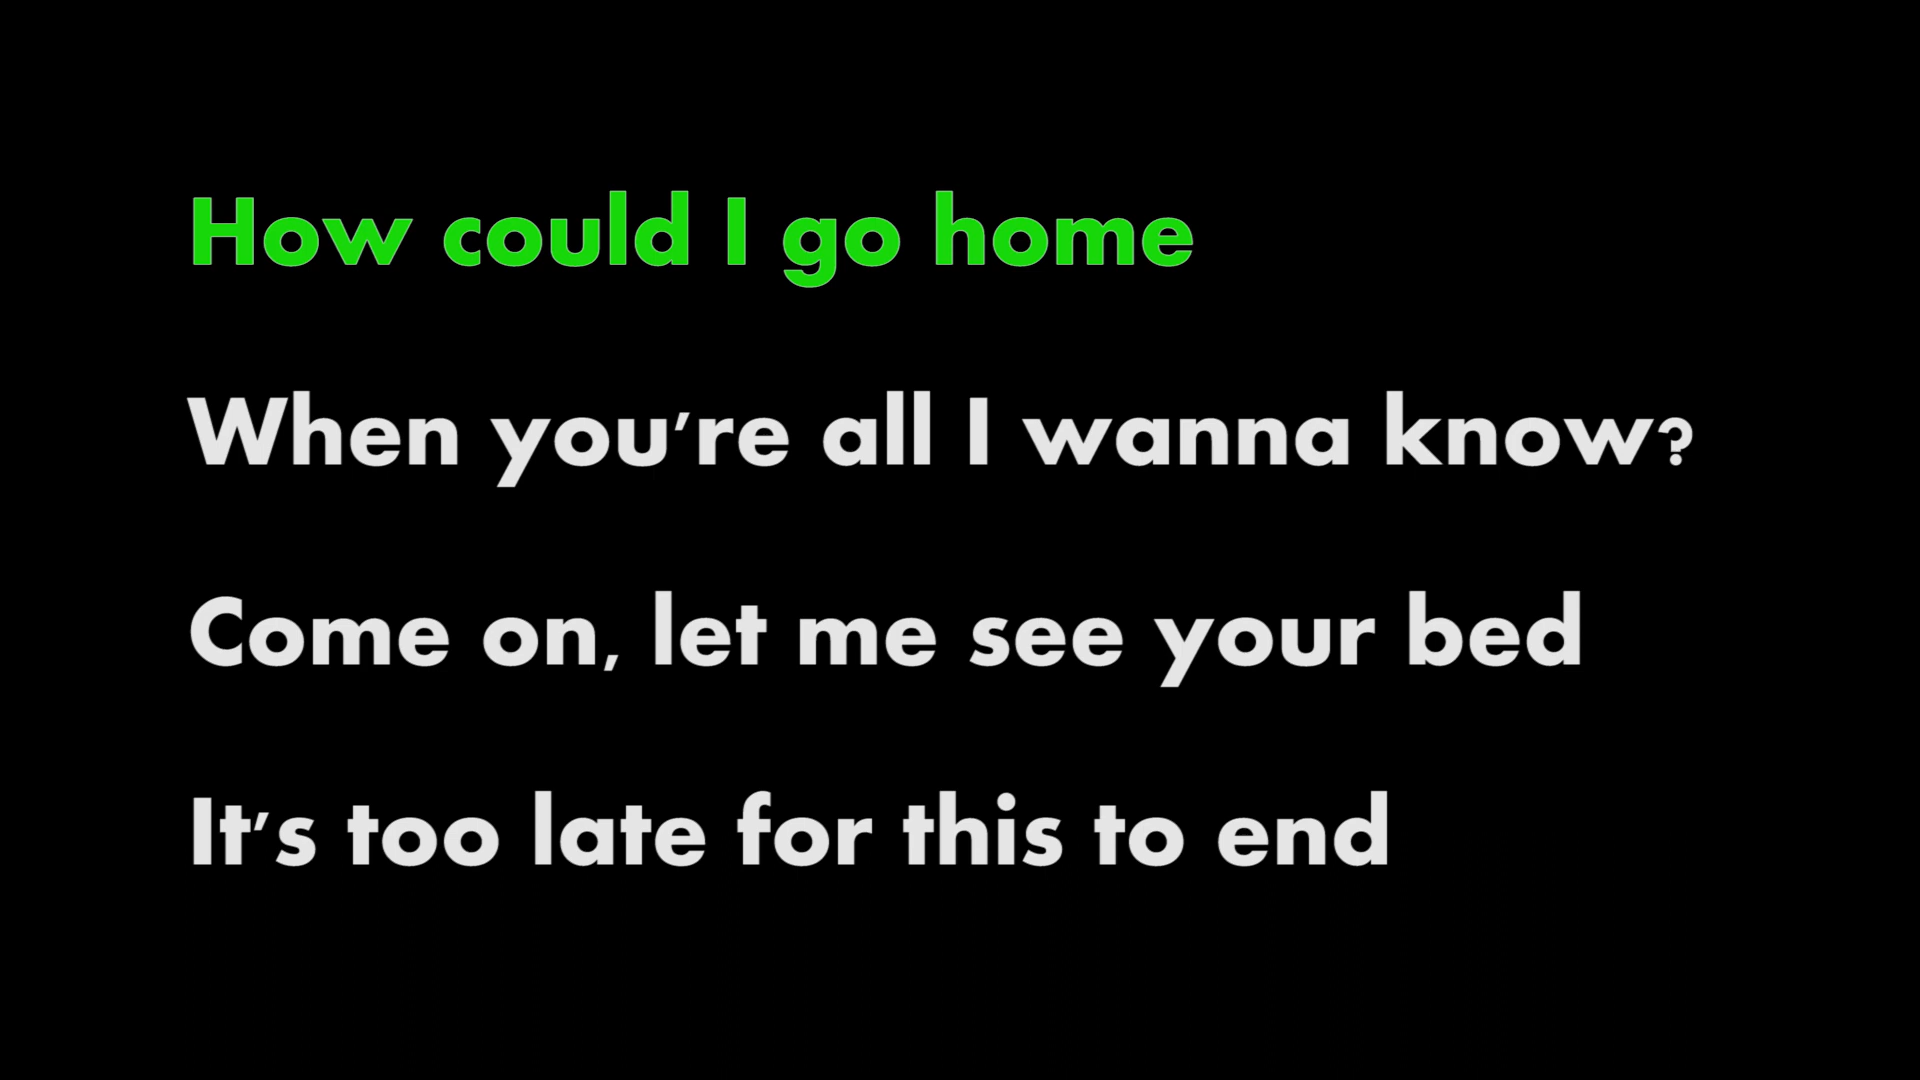 How could I go home
When you're all I wanna know?
Come on, let me see your bed
It's too late for this to end